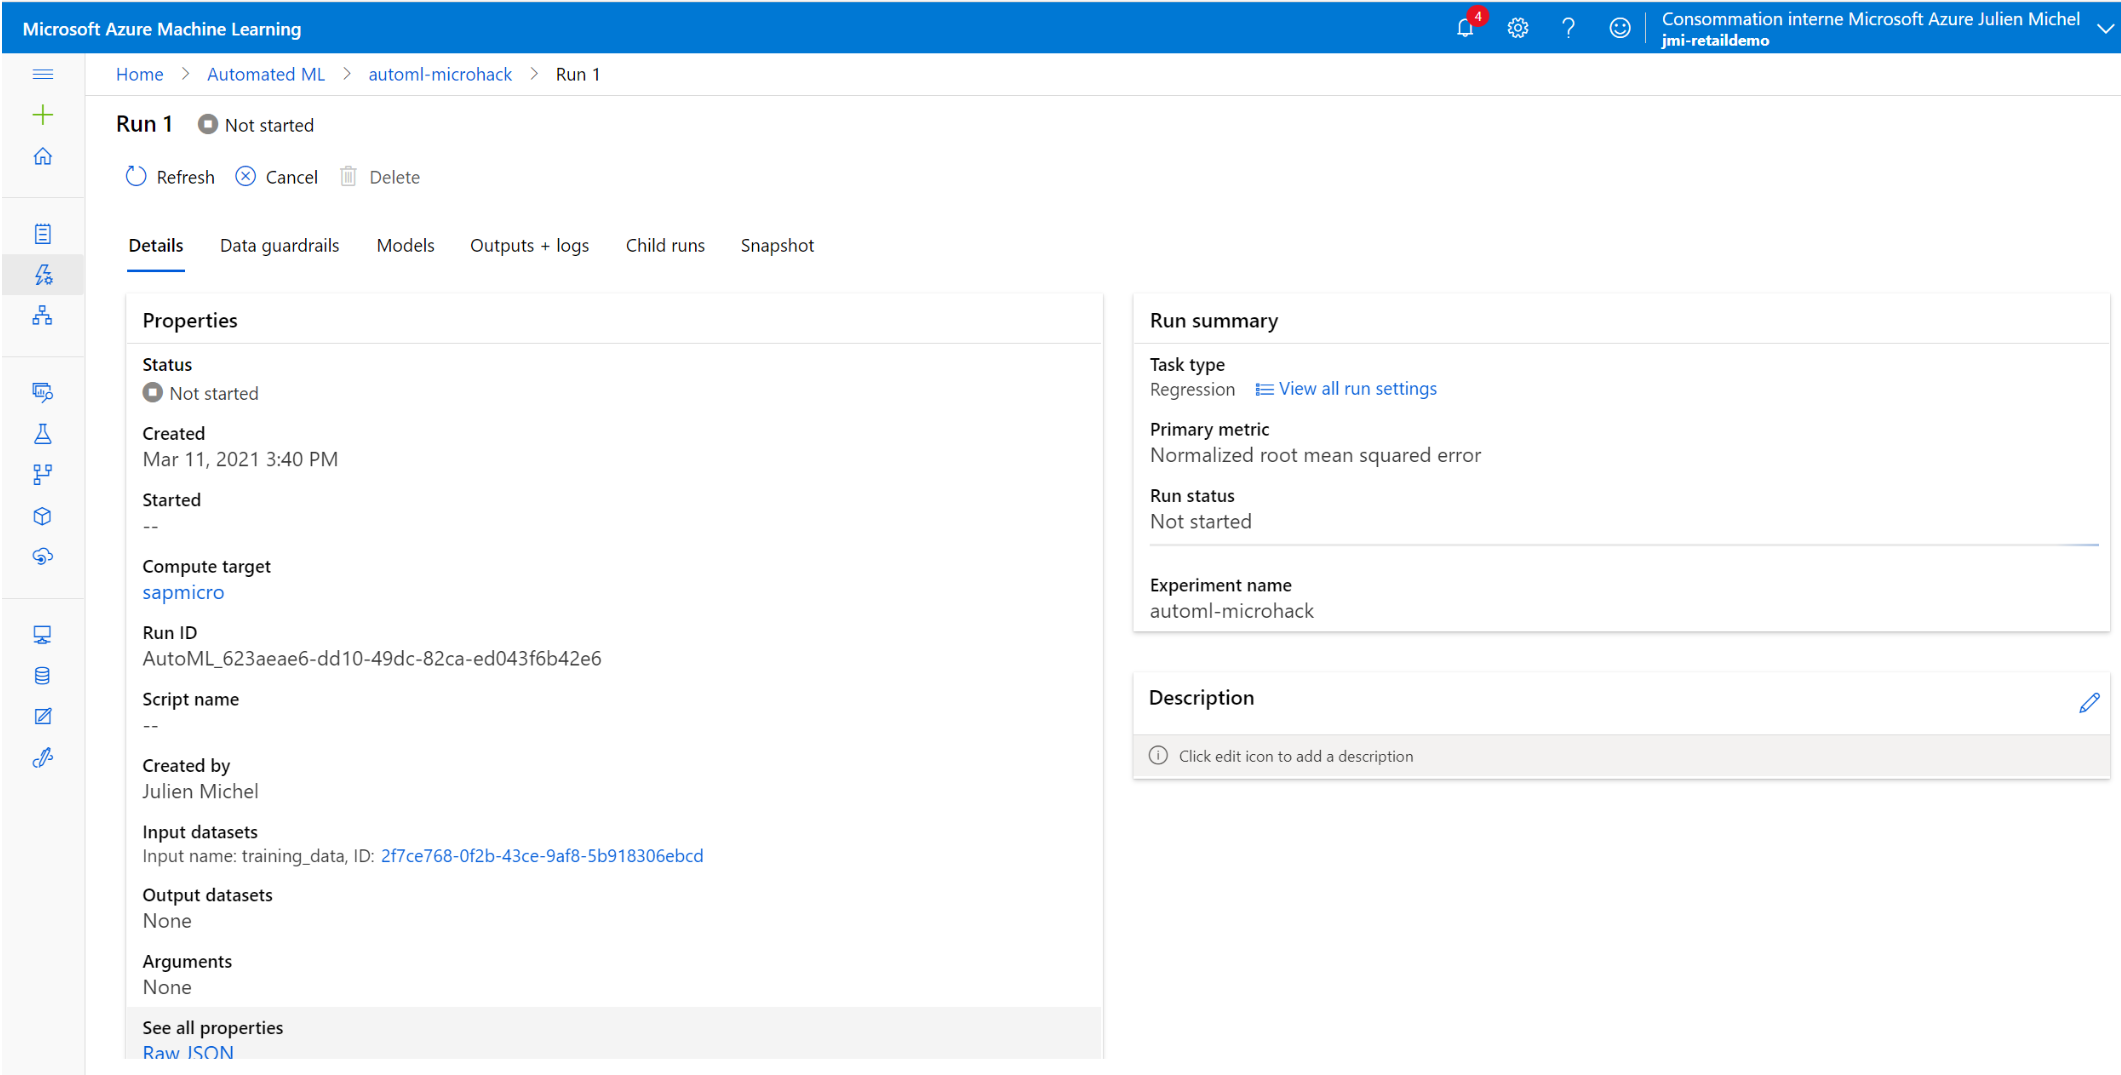 Microsoft Azure Machine Learning
4
Consommation interne Microsoft Azure Julien Michel
jmi-retaildemo
Home > Automated ML > automl-microhack > Run 1
Run 1 Not started
Refresh Cancel Delete
Details Data guardrails Models Outputs + logs Child runs Snapshot
Properties
Status
Not started
Created
Mar 11, 2021 3:40 PM
Started
--
Compute target
sapmicro
Run ID
AutoML_623aeae6-dd10-49dc-82ca-ed043f6b42e6
Script name
--
Created by
Julien Michel
Input datasets
Input name: training_data, ID: 2f7ce768-0f2b-43ce-9af8-5b918306ebcd
Output datasets
None
Arguments
None
See all properties
Raw JSON
Run summary
Task type
Regression View all run settings
Primary metric
Normalized root mean squared error
Run status
Not started
Experiment name
automl-microhack
Description
Click edit icon to add a description